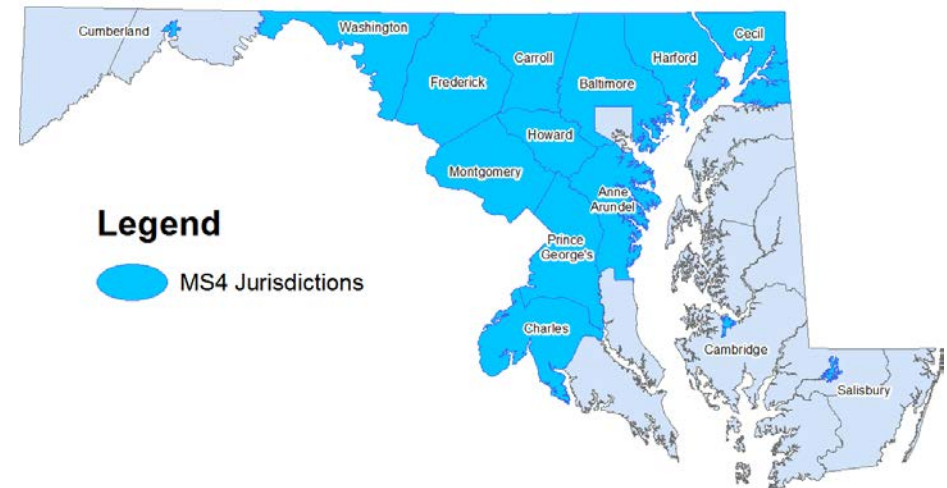 Cumberland
Washington
Cecil
Carroll
Harford
Frederick
Baltimore
Howard
Montgomery
Anne
Arundel
Legend
Prince
George's
MS4 Jurisdictions
Charles
Cambridge
Salisbury